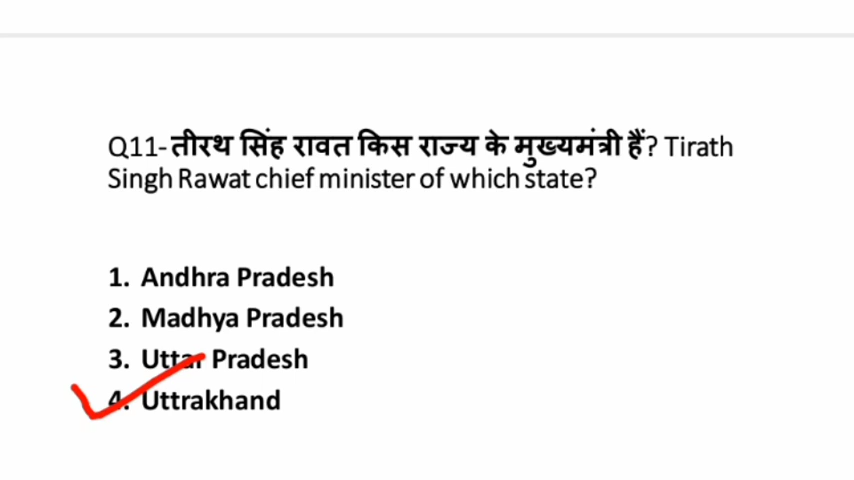 Q11- तीरथ सिंह रावत किस राज्य के मुख्यमंत्री हैं? Tirath
Singh Rawat chief minister of which state?
1. Andhra Pradesh
2. Madhya Pradesh
3. Uttar Pradesh
4. Uttrakhand